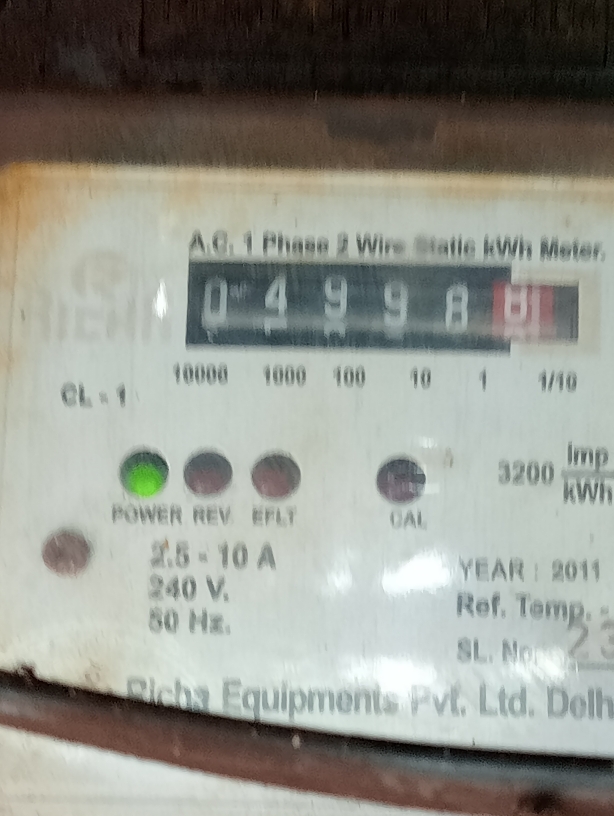 A.C. 1 Phase 2 Wire Static kWh Meter.
0 4 9 9 8 8
10000 1000 100 10 1 1/10
CL - 1
3200 imp
kWh
POWER REV EFLT CAL
2.5 - 10 A
240 V.
50 Hz.
YEAR : 2011
Ref. Temp. -
SL. No.
Richa Equipments Pvt. Ltd. Delh